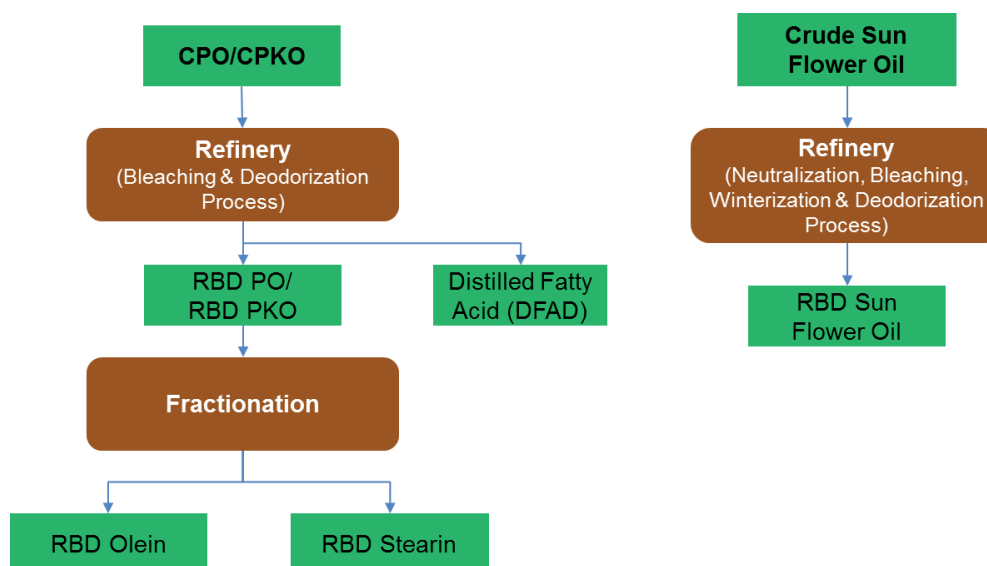 CPO/CPKO
Refinery
(Bleaching & Deodorization
Process)
RBD PO/
RBD PKO
Distilled Fatty
Acid (DFAD)
Fractionation
RBD Olein
RBD Stearin
Crude Sun
Flower Oil
Refinery
(Neutralization, Bleaching,
Winterization & Deodorization
Process)
RBD Sun
Flower Oil